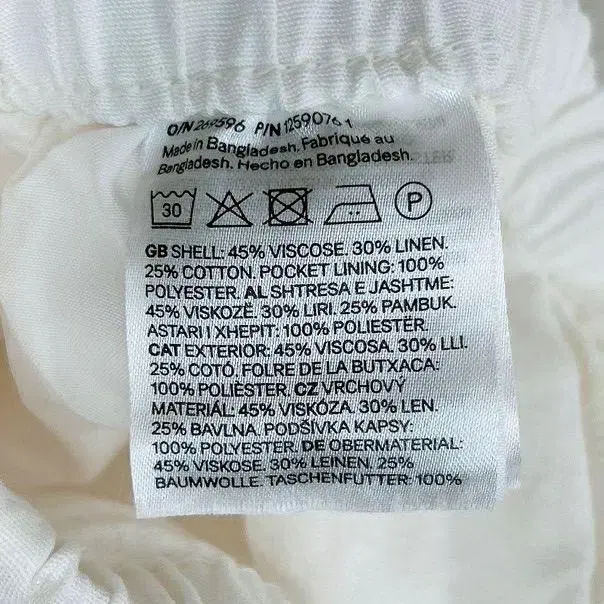 O/N 269596 P/N 1259076 1
Made in Bangladesh. Fabriqué au
Bangladesh. Hecho en Bangladesh.
30 P
GB SHELL: 45% VISCOSE. 30% LINEN.
25% COTTON. POCKET LINING: 100%
POLYESTER. AL SHTRESA E JASHTME:
45% VISKOZË. 30% LIRI. 25% PAMBUK.
ASTARI I XHEPIT: 100% POLIESTER.
CAT EXTERIOR: 45% VISCOSA. 30% LLI.
25% COTÓ. FOLRE DE LA BUTXACA:
100% POLIÈSTER. CZ VRCHOVÝ
MATERIÁL: 45% VISKÓZA. 30% LEN.
25% BAVLNA. PODŠÍVKA KAPSY:
100% POLYESTER. DE OBERMATERIAL:
45% VISKOSE. 30% LEINEN. 25%
BAUMWOLLE. TASCHENFUTTER: 100%